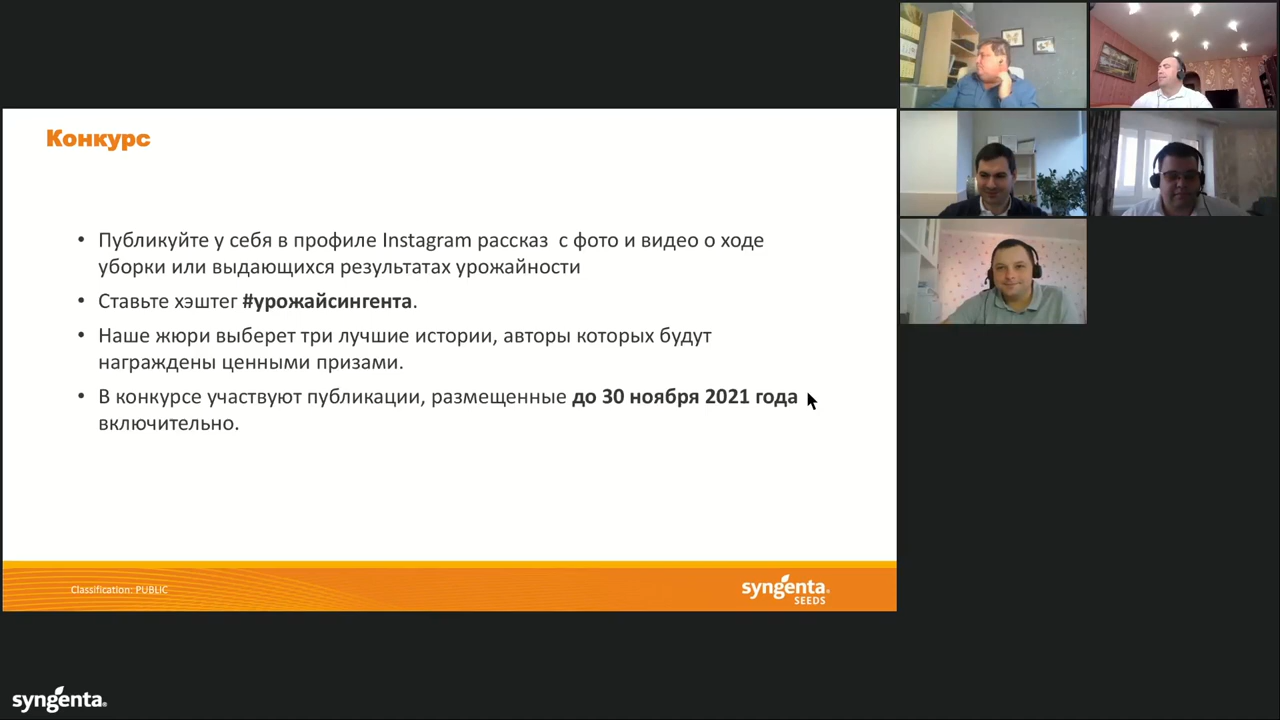 Конкурс
• Публикуйте у себя в профиле Instagram рассказ  с фото и видео о ходе
уборки или выдающихся результатах урожайности
• Ставьте хэштег #урожайсингента.
• Наше жюри выберет три лучшие истории, авторы которых будут
награждены ценными призами.
• В конкурсе участвуют публикации, размещенные до 30 ноября 2021 года
включительно.
Classification: PUBLIC
syngenta®
SEEDS
syngenta®